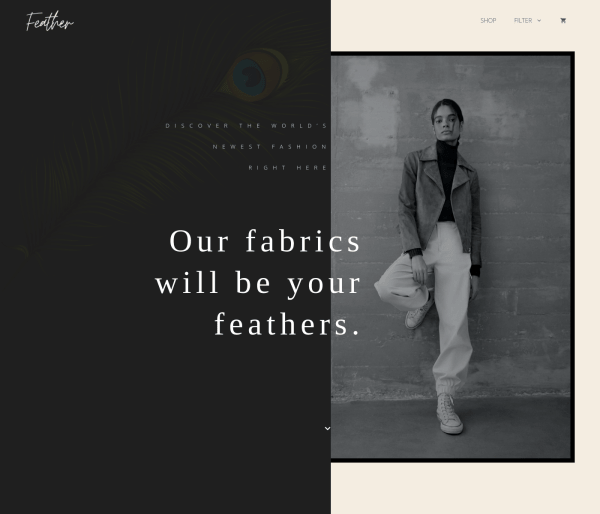 Feather
SHOP
FILTER
DISCOVER THE WORLD'S
NEWEST FASHION
RIGHT HERE
Our fabrics
will be your
feathers.